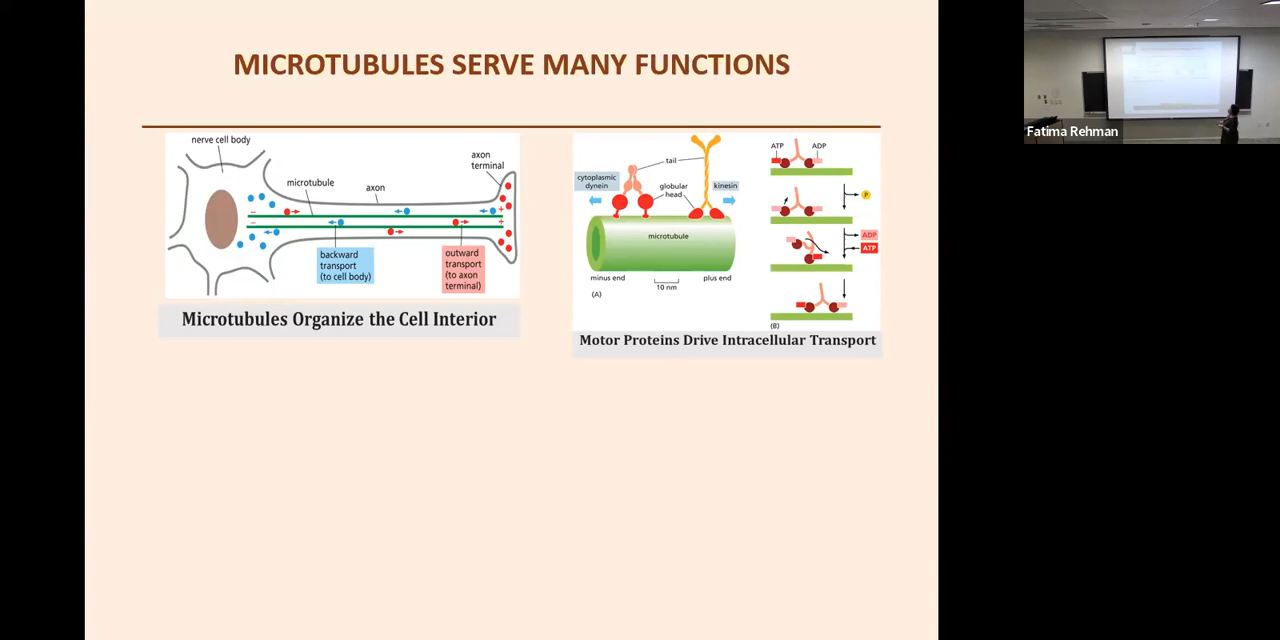 MICROTUBULES SERVE MANY FUNCTIONS
nerve cell body
microtubule
axon
axon
terminal
− +
− +
backward
transport
(to cell body)
outward
transport
(to axon
terminal)
Microtubules Organize the Cell Interior
cytoplasmic
dynein
tail
globular
head
kinesin
microtubule
minus end
plus end
10 nm
(A)
ATP
ADP
P
ADP
ATP
(B)
Motor Proteins Drive Intracellular Transport
Fatima Rehman